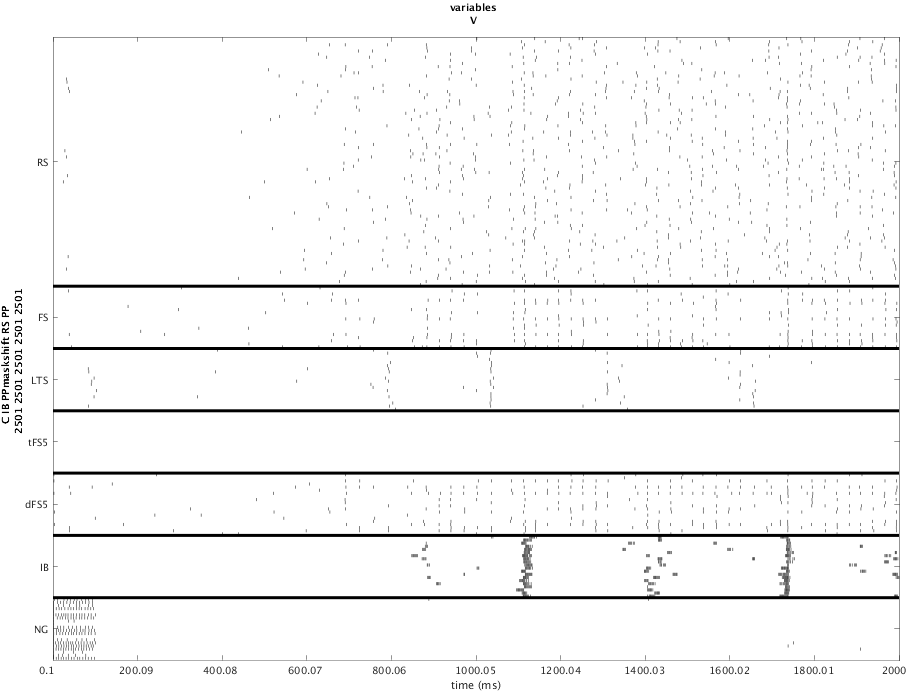 variables
V
RS
FS
LTS
tFS5
dFS5
IB
NG
C IB PPmaskshift RS PP
2501 2501 2501 2501 2501
0.1 200.09 400.08 600.07 800.06 1000.05 1200.04 1400.03 1600.02 1800.01 2000
time (ms)